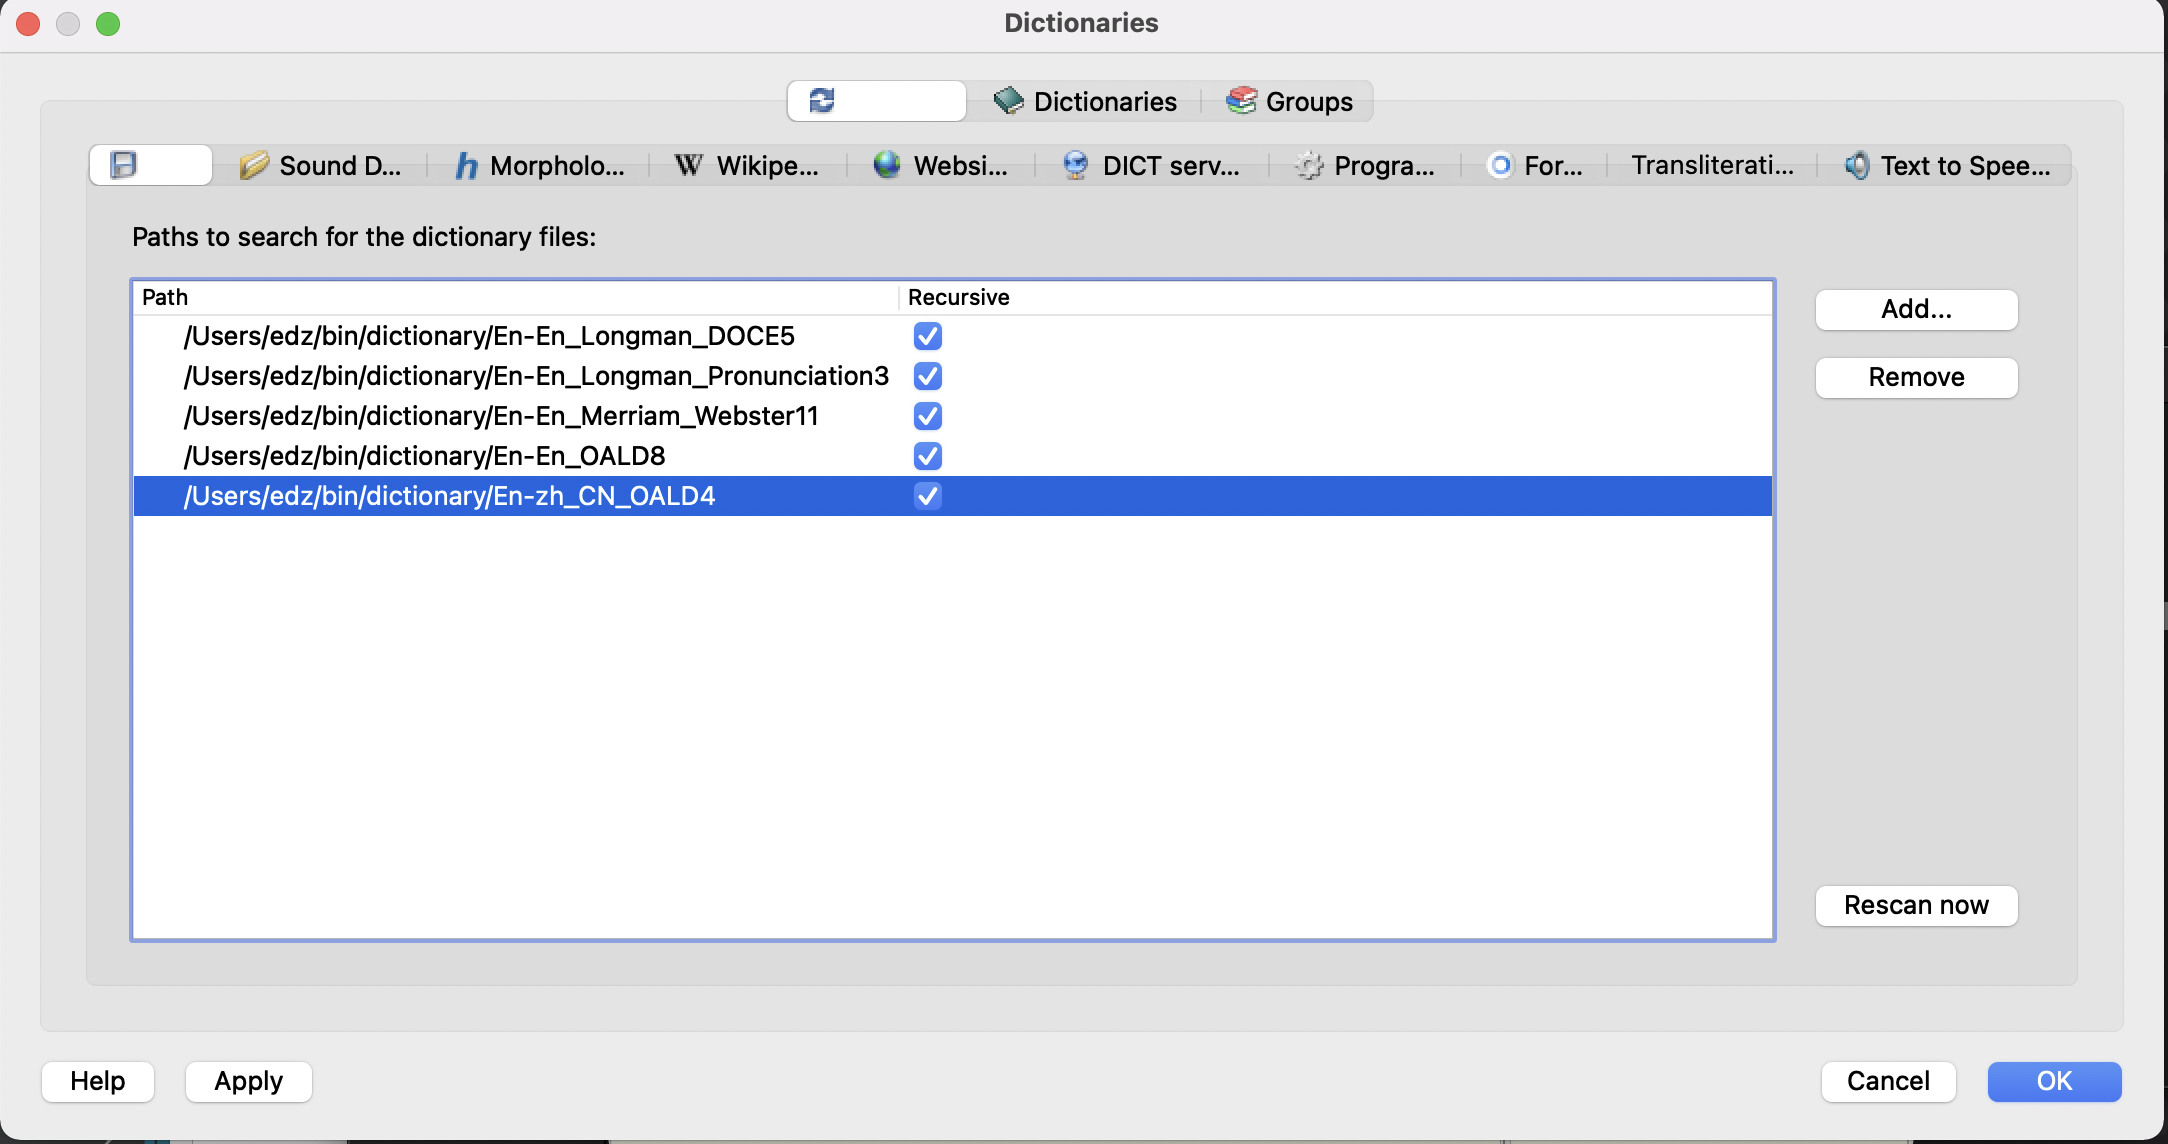 Dictionaries
Dictionaries Groups
Sound D... Morpholo... Wikipe... Websi... DICT serv... Progra... For... Transliterati... Text to Spee...
Paths to search for the dictionary files:
Path Recursive
/Users/edz/bin/dictionary/En-En_Longman_DOCE5
/Users/edz/bin/dictionary/En-En_Longman_Pronunciation3
/Users/edz/bin/dictionary/En-En_Merriam_Webster11
/Users/edz/bin/dictionary/En-En_OALD8
/Users/edz/bin/dictionary/En-zh_CN_OALD4
Add...
Remove
Rescan now
Help Apply Cancel OK